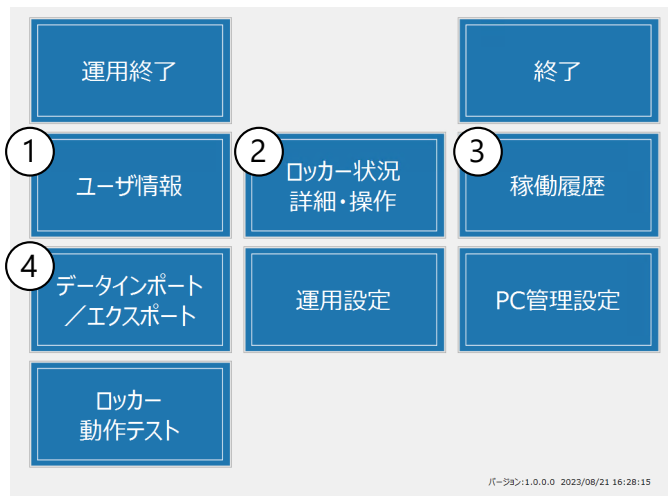 運用終了
終了
1
ユーザ情報
2
ロッカー状況
詳細・操作
3
稼働履歴
4
データインポート
／エクスポート
運用設定
PC管理設定
ロッカー
動作テスト
バージョン:1.0.0.0 2023/08/21 16:28:15